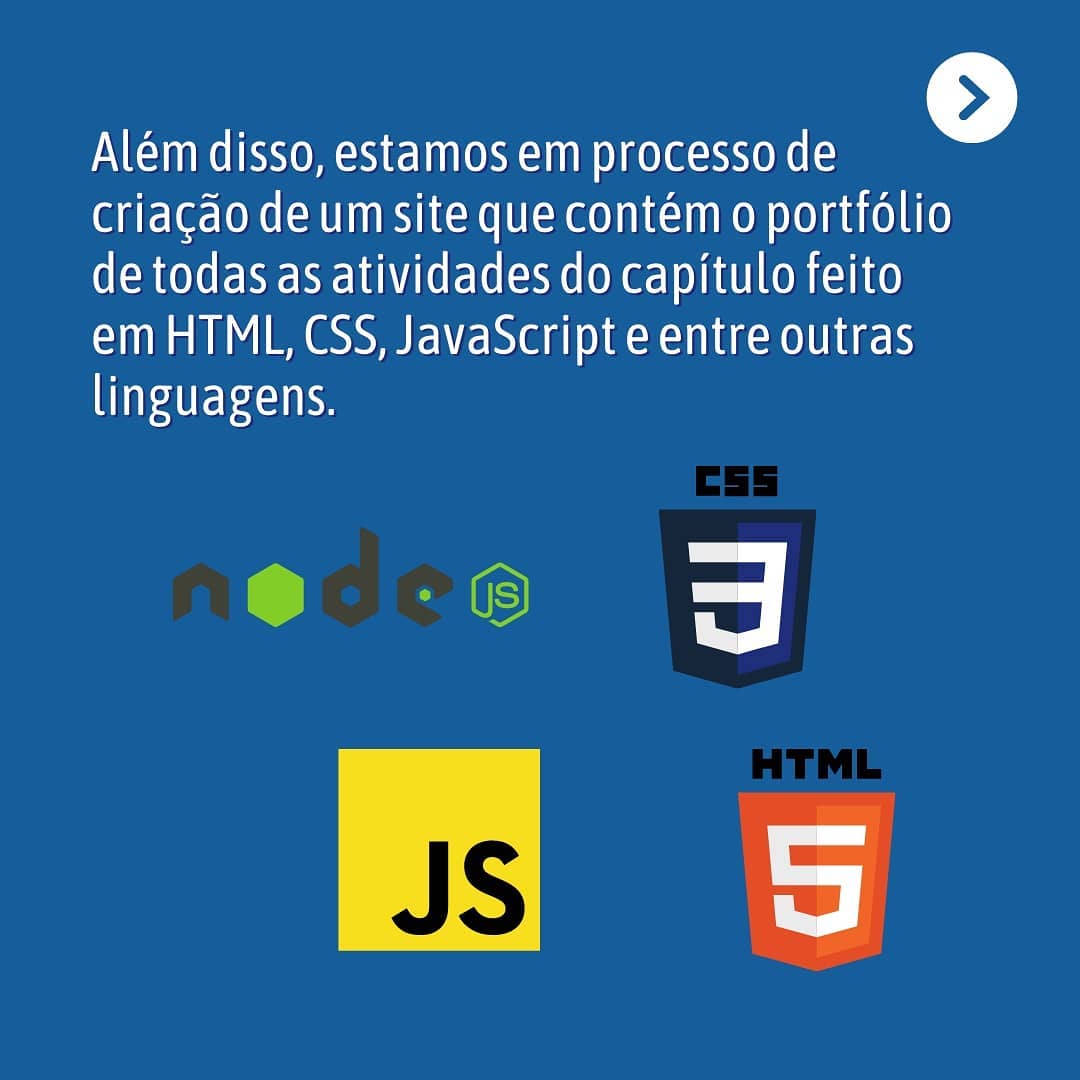 Além disso, estamos em processo de
criação de um site que contém o portfólio
de todas as atividades do capítulo feito
em HTML, CSS, JavaScript e entre outras
linguagens.
CSS
3
node JS
HTML
5
JS